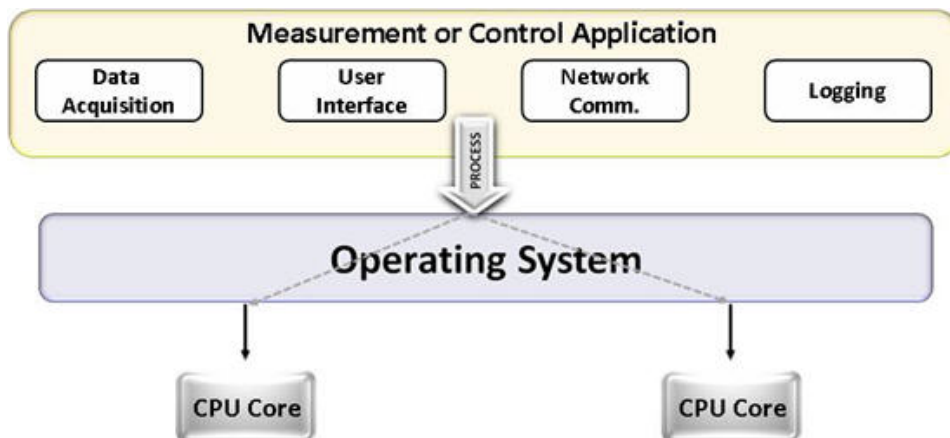 Measurement or Control Application
Data
Acquisition
User
Interface
Network
Comm.
Logging
PROCESS
Operating System
CPU Core
CPU Core